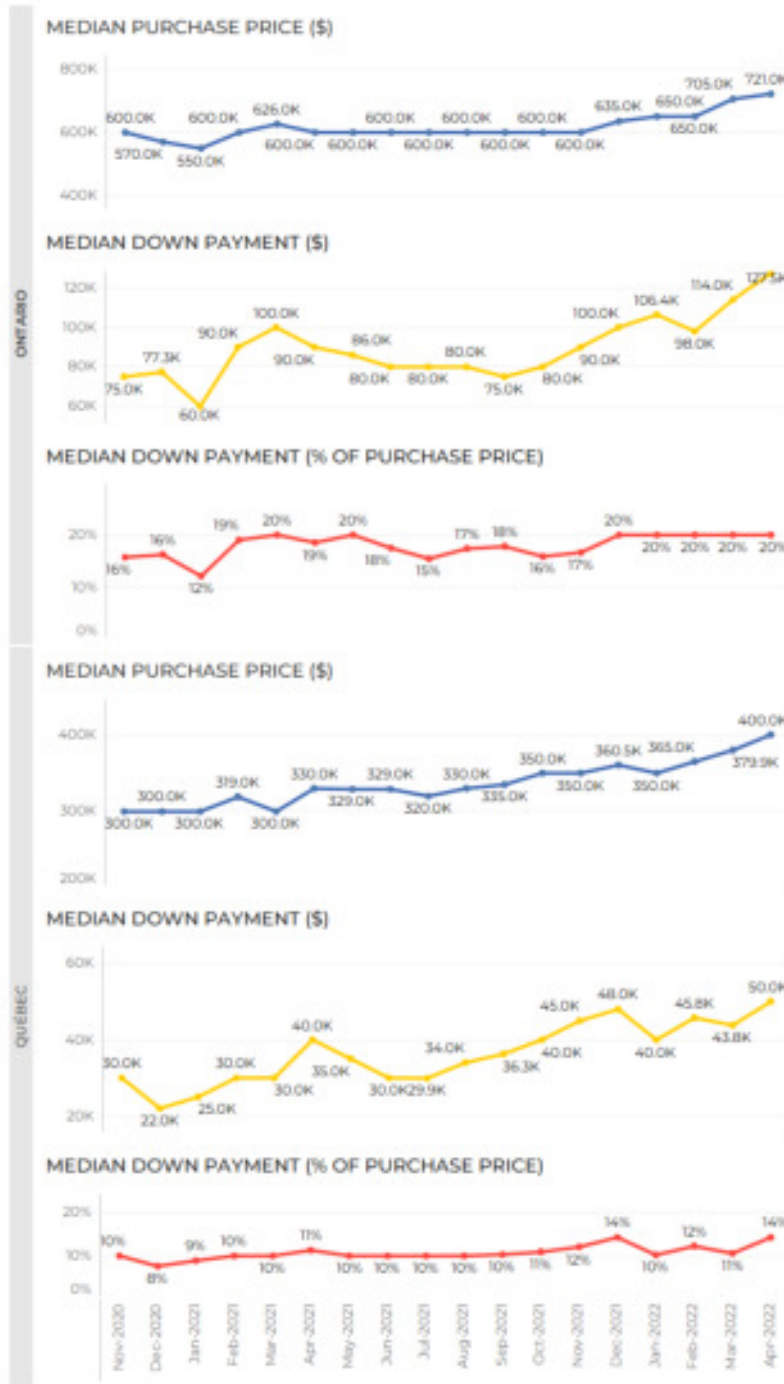 MEDIAN PURCHASE PRICE ($)
800K
600K
400K
600.0K 570.0K 550.0K 600.0K 626.0K 600.0K 600.0K 600.0K 600.0K 600.0K 600.0K 600.0K 600.0K 635.0K 650.0K 650.0K 705.0K 721.0K
ONTARIO
MEDIAN DOWN PAYMENT ($)
120K
100K
80K
60K
75.0K 77.3K 60.0K 90.0K 100.0K 90.0K 86.0K 80.0K 80.0K 80.0K 75.0K 80.0K 90.0K 100.0K 106.4K 98.0K 114.0K 127.5K
MEDIAN DOWN PAYMENT (% OF PURCHASE PRICE)
20%
10%
0%
16% 16% 12% 19% 20% 19% 20% 18% 15% 17% 18% 16% 17% 20% 20% 20% 20% 20%
MEDIAN PURCHASE PRICE ($)
400K
300K
200K
300.0K 300.0K 300.0K 319.0K 300.0K 330.0K 329.0K 329.0K 320.0K 330.0K 335.0K 350.0K 350.0K 360.5K 350.0K 365.0K 379.9K 400.0K
QUÉBEC
MEDIAN DOWN PAYMENT ($)
60K
40K
20K
30.0K 22.0K 25.0K 30.0K 30.0K 40.0K 35.0K 30.0K 29.9K 34.0K 36.3K 40.0K 45.0K 48.0K 40.0K 45.8K 43.8K 50.0K
MEDIAN DOWN PAYMENT (% OF PURCHASE PRICE)
20%
10%
0%
10% 8% 9% 10% 10% 11% 10% 10% 10% 10% 10% 11% 12% 14% 10% 12% 11% 14%
Nov-2020
Dec-2020
Jan-2021
Feb-2021
Mar-2021
Apr-2021
May-2021
Jun-2021
Jul-2021
Aug-2021
Sep-2021
Oct-2021
Nov-2021
Dec-2021
Jan-2022
Feb-2022
Mar-2022
Apr-2022